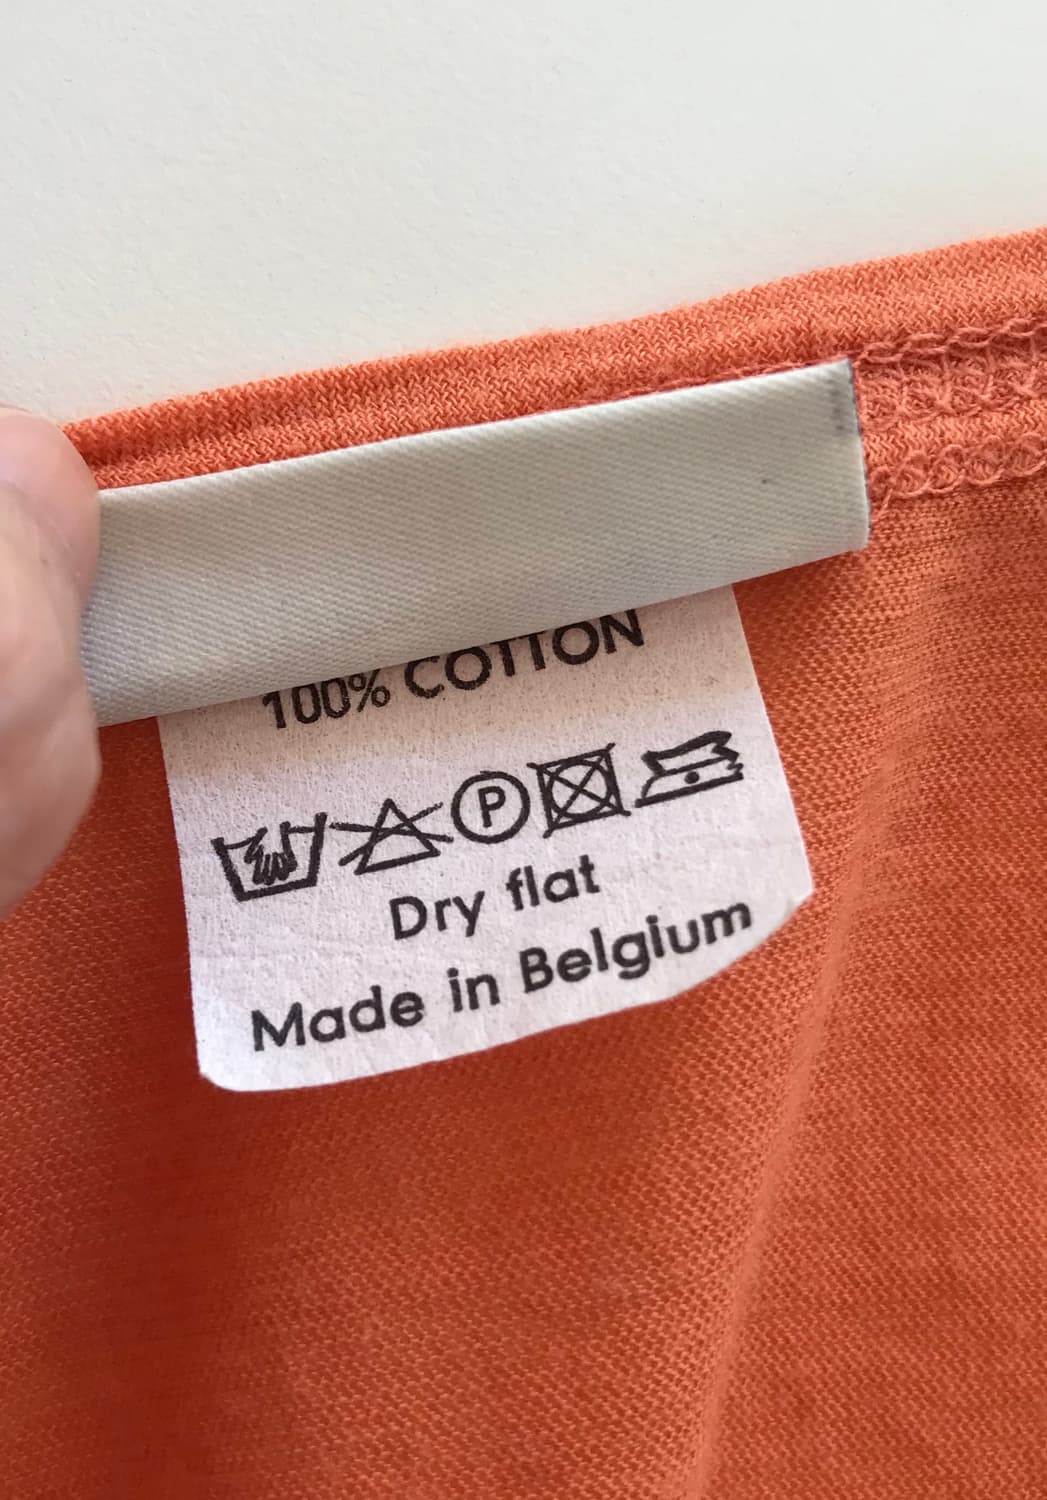 100% COTTON
P
Dry flat
Made in Belgium